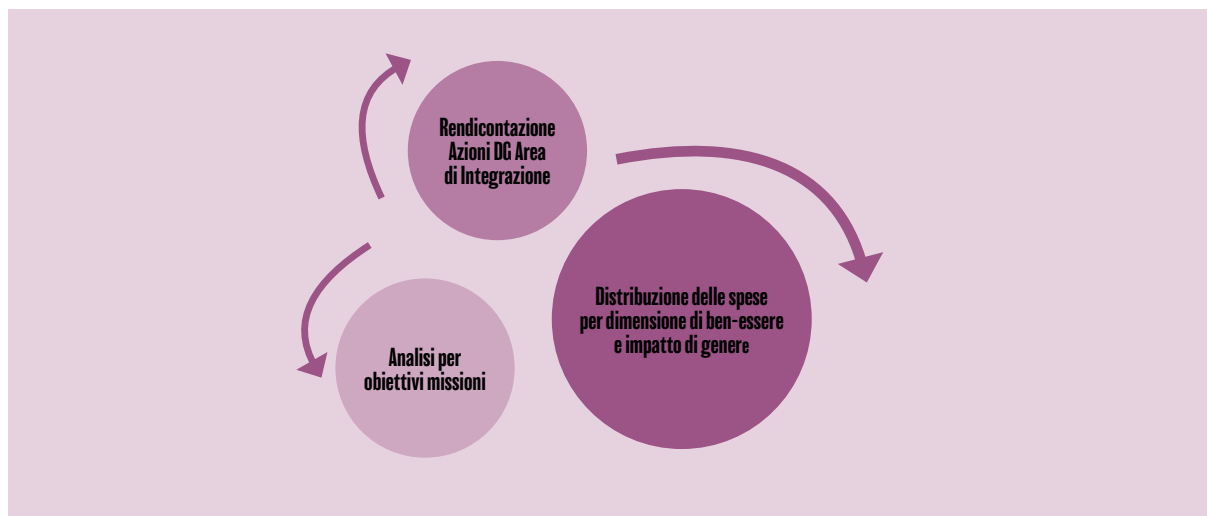 Rendicontazione
Azioni DG Area
di Integrazione
Distribuzione delle spese
per dimensione di ben-essere
e impatto di genere
Analisi per
obiettivi missioni